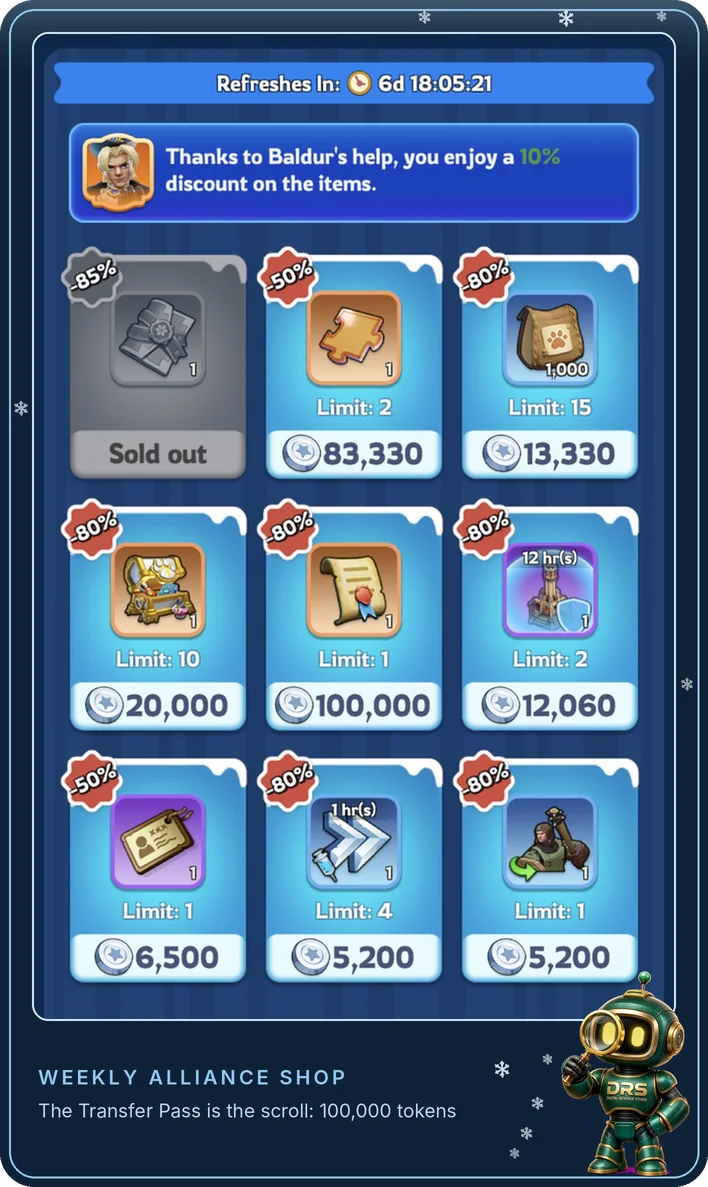 Refreshes In: 6d 18:05:21
Thanks to Baldur's help, you enjoy a 10%
discount on the items.
-85%
1
Sold out
-50%
1
Limit: 2
83,330
-80%
1,000
Limit: 15
13,330
-80%
1
Limit: 10
20,000
-80%
1
Limit: 1
100,000
-80%
12 hr(s)
1
Limit: 2
12,060
-50%
XXX
1
Limit: 1
6,500
-80%
1 hr(s)
1
Limit: 4
5,200
-80%
1
Limit: 1
5,200
WEEKLY ALLIANCE SHOP
The Transfer Pass is the scroll: 100,000 tokens
DRS